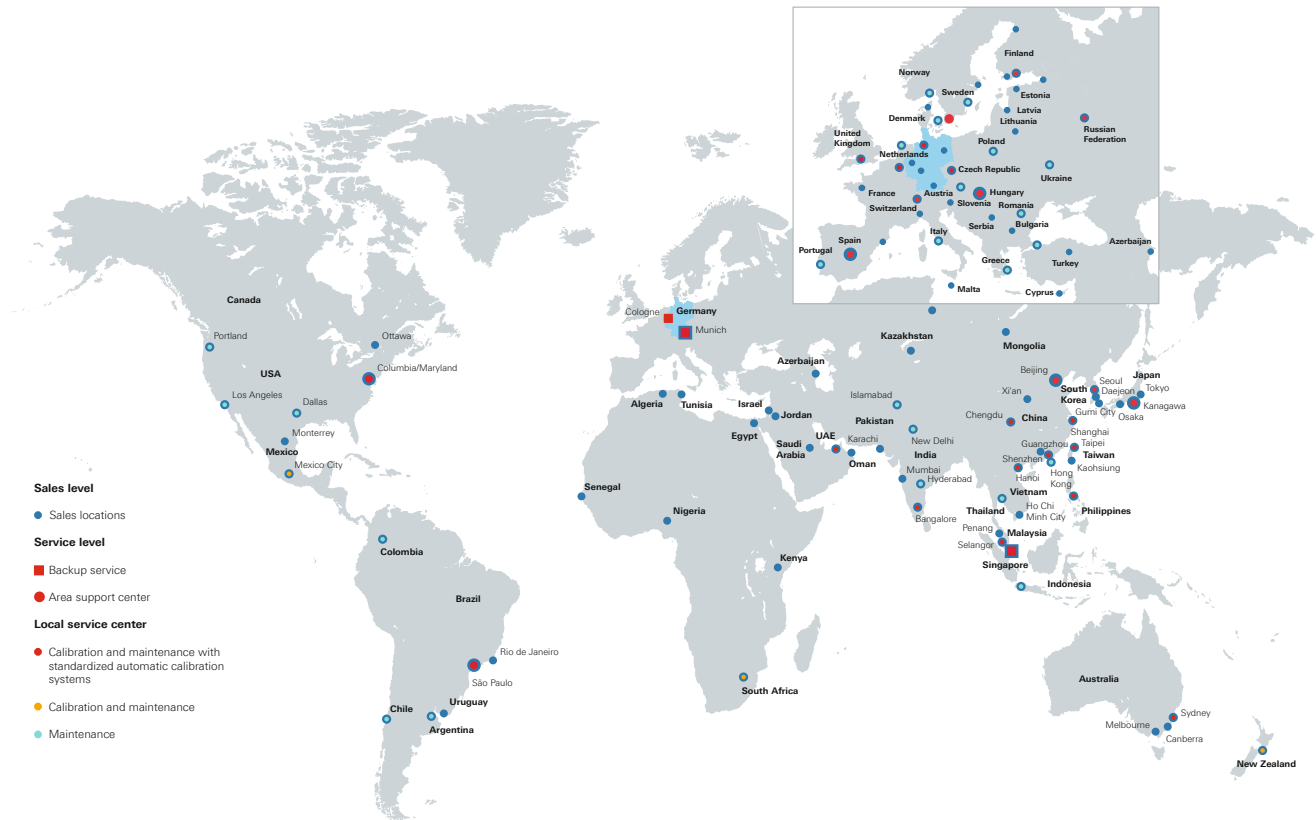 Finland
Norway
Sweden
Estonia
Latvia
Denmark
Lithuania
Russian
Federation
United
Kingdom
Poland
Netherlands
Czech Republic
Ukraine
France
Austria
Hungary
Slovenia
Switzerland
Romania
Serbia
Bulgaria
Italy
Spain
Portugal
Azerbaijan
Greece
Turkey
Malta
Cyprus
Canada
Portland
Ottawa
USA
Columbia/Maryland
Los Angeles
Dallas
Monterrey
Mexico
Mexico City
Cologne
Germany
Munich
Kazakhstan
Mongolia
Azerbaijan
Beijing
Japan
Seoul
South
Korea
Daejeon
Tokyo
Xi'an
Islamabad
Algeria
Tunisia
Israel
Jordan
Gumi City
Kanagawa
Osaka
Chengdu
China
Pakistan
Egypt
Saudi
Arabia
UAE
Karachi
New Delhi
Shanghai
Guangzhou
Taipei
Oman
India
Shenzhen
Taiwan
Mumbai
Kaohsiung
Hyderabad
Hanoi
Hong
Kong
Senegal
Vietnam
Nigeria
Bangalore
Thailand
Ho Chi
Minh City
Philippines
Penang
Malaysia
Selangor
Singapore
Kenya
Indonesia
Colombia
Brazil
Rio de Janeiro
São Paulo
Uruguay
Chile
Argentina
South Africa
Australia
Sydney
Melbourne
Canberra
New Zealand
Sales level
Sales locations
Service level
Backup service
Area support center
Local service center
Calibration and maintenance with
standardized automatic calibration
systems
Calibration and maintenance
Maintenance